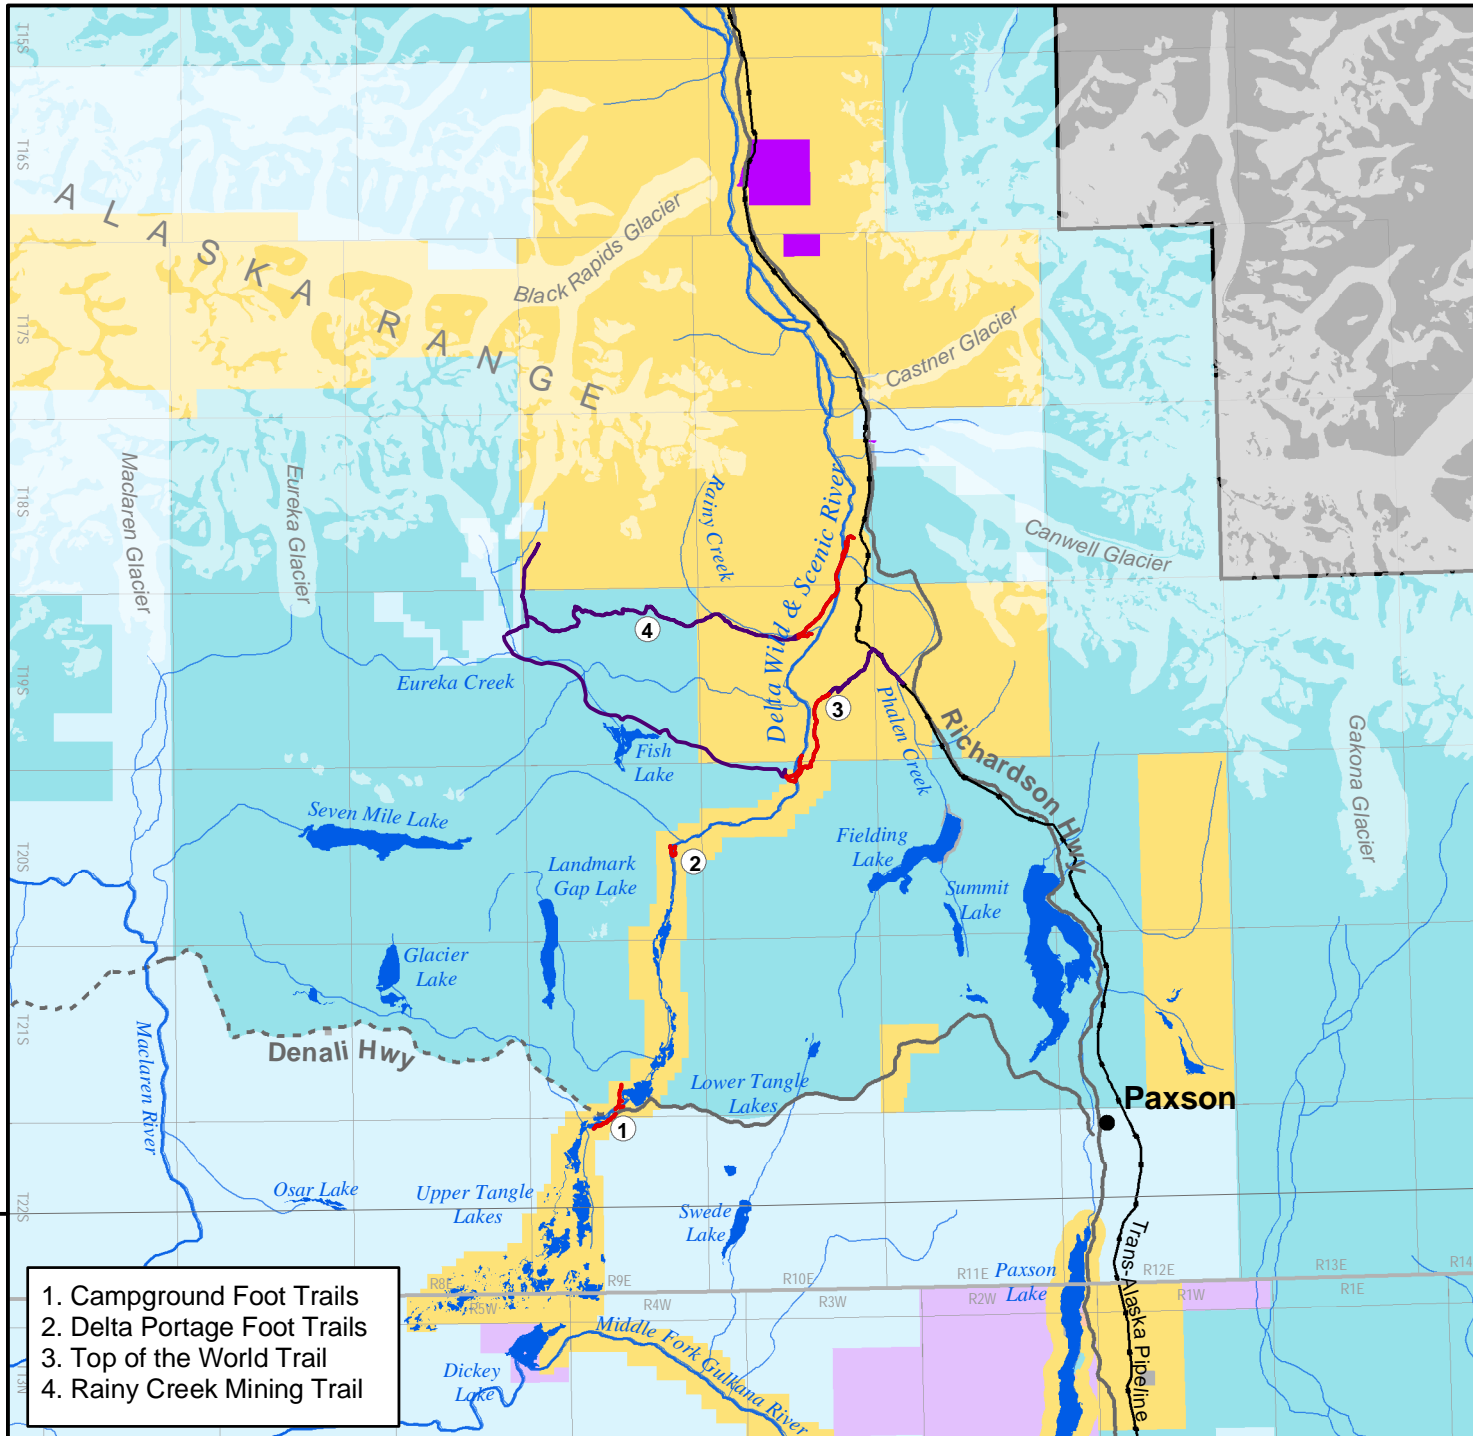 T15S
T16S
ALASKA RANGE
Black Rapids Glacier
T17S
Castner Glacier
Maclaren Glacier
Eureka Glacier
T18S
Rainy Creek
Delta Wild & Scenic River
Canwell Glacier
4
Eureka Creek
T19S
3
Phalen Creek
Richardson Hwy
Gakona Glacier
Fish
Lake
Seven Mile Lake
T20S
Fielding
Lake
2
Landmark
Gap Lake
Summit
Lake
Glacier
Lake
T21S
Maclaren River
Denali Hwy
Lower Tangle
Lakes
Paxson
1
Osar Lake
Upper Tangle
Lakes
Swede
Lake
T22S
Trans-Alaska Pipeline
Paxson
Lake
R8E
R9E
R10E
R11E
R12E
R13E
R14
R5W
R4W
R3W
R2W
R1W
R1E
Middle Fork Gulkana River
Dickey
Lake
T13N
1. Campground Foot Trails
2. Delta Portage Foot Trails
3. Top of the World Trail
4. Rainy Creek Mining Trail